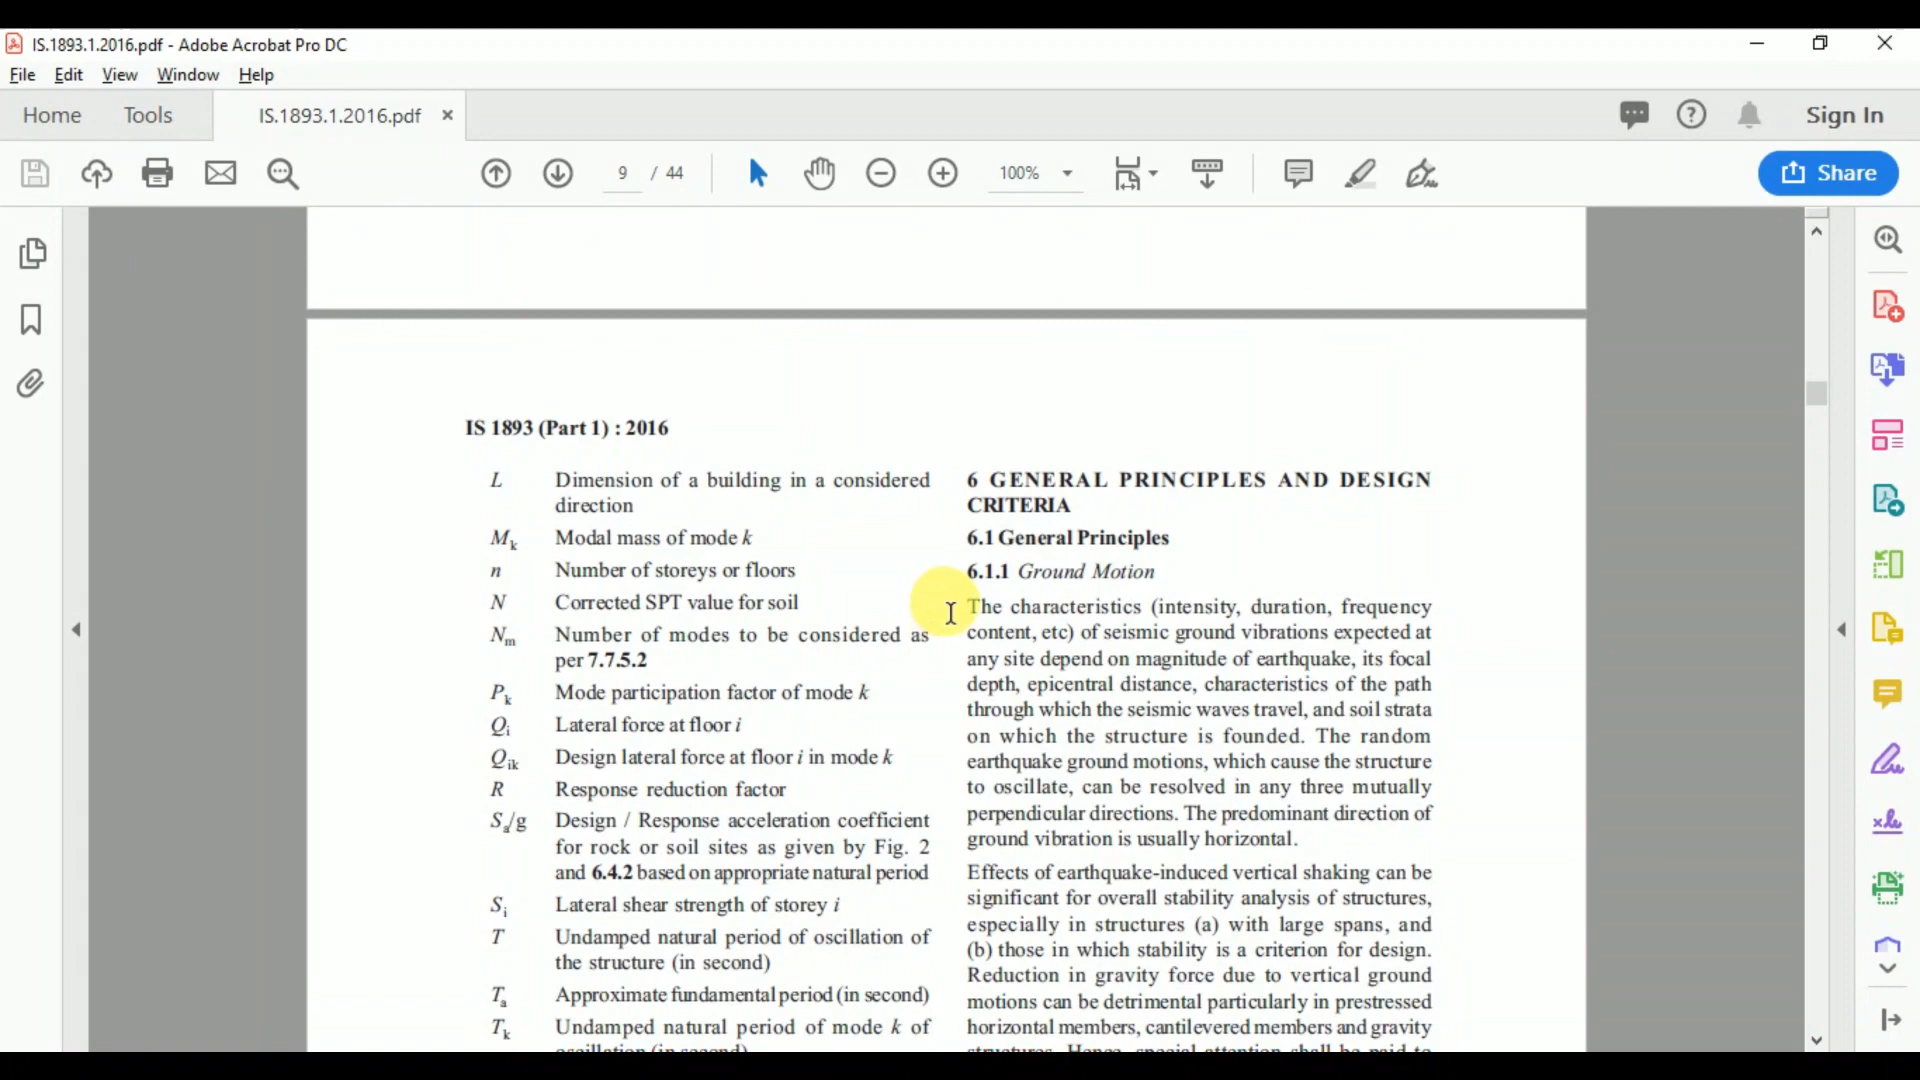 IS.1893.1.2016.pdf - Adobe Acrobat Pro DC
File Edit View Window Help
Home Tools IS.1893.1.2016.pdf × Sign In
9 / 44 100% Share
IS 1893 (Part 1) : 2016
L Dimension of a building in a considered
direction
Mk Modal mass of mode k
n Number of storeys or floors
N Corrected SPT value for soil
Nm Number of modes to be considered as
per 7.7.5.2
Pk Mode participation factor of mode k
Qi Lateral force at floor i
Qik Design lateral force at floor i in mode k
R Response reduction factor
Sa/g Design / Response acceleration coefficient
for rock or soil sites as given by Fig. 2
and 6.4.2 based on appropriate natural period
Si Lateral shear strength of storey i
T Undamped natural period of oscillation of
the structure (in second)
Ta Approximate fundamental period (in second)
Tk Undamped natural period of mode k of
oscillation (in second)
6 GENERAL PRINCIPLES AND DESIGN
CRITERIA
6.1 General Principles
6.1.1 Ground Motion
The characteristics (intensity, duration, frequency
content, etc) of seismic ground vibrations expected at
any site depend on magnitude of earthquake, its focal
depth, epicentral distance, characteristics of the path
through which the seismic waves travel, and soil strata
on which the structure is founded. The random
earthquake ground motions, which cause the structure
to oscillate, can be resolved in any three mutually
perpendicular directions. The predominant direction of
ground vibration is usually horizontal.
Effects of earthquake-induced vertical shaking can be
significant for overall stability analysis of structures,
especially in structures (a) with large spans, and
(b) those in which stability is a criterion for design.
Reduction in gravity force due to vertical ground
motions can be detrimental particularly in prestressed
horizontal members, cantilevered members and gravity
structures. Hence, special attention shall be paid to